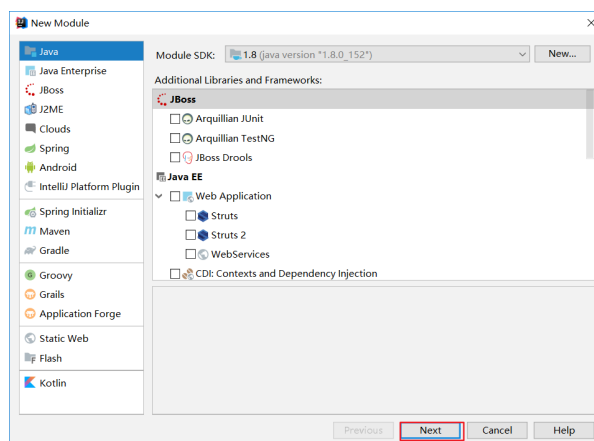 New Module
Java
Java Enterprise
JBoss
J2ME
Clouds
Spring
Android
IntelliJ Platform Plugin
Spring Initializr
Maven
Gradle
Groovy
Grails
Application Forge
Static Web
Flash
Kotlin
Module SDK: 1.8 (java version "1.8.0_152") New...
Additional Libraries and Frameworks:
JBoss
Arquillian JUnit
Arquillian TestNG
JBoss Drools
Java EE
Web Application
Struts
Struts 2
WebServices
CDI: Contexts and Dependency Injection
Previous Next Cancel Help